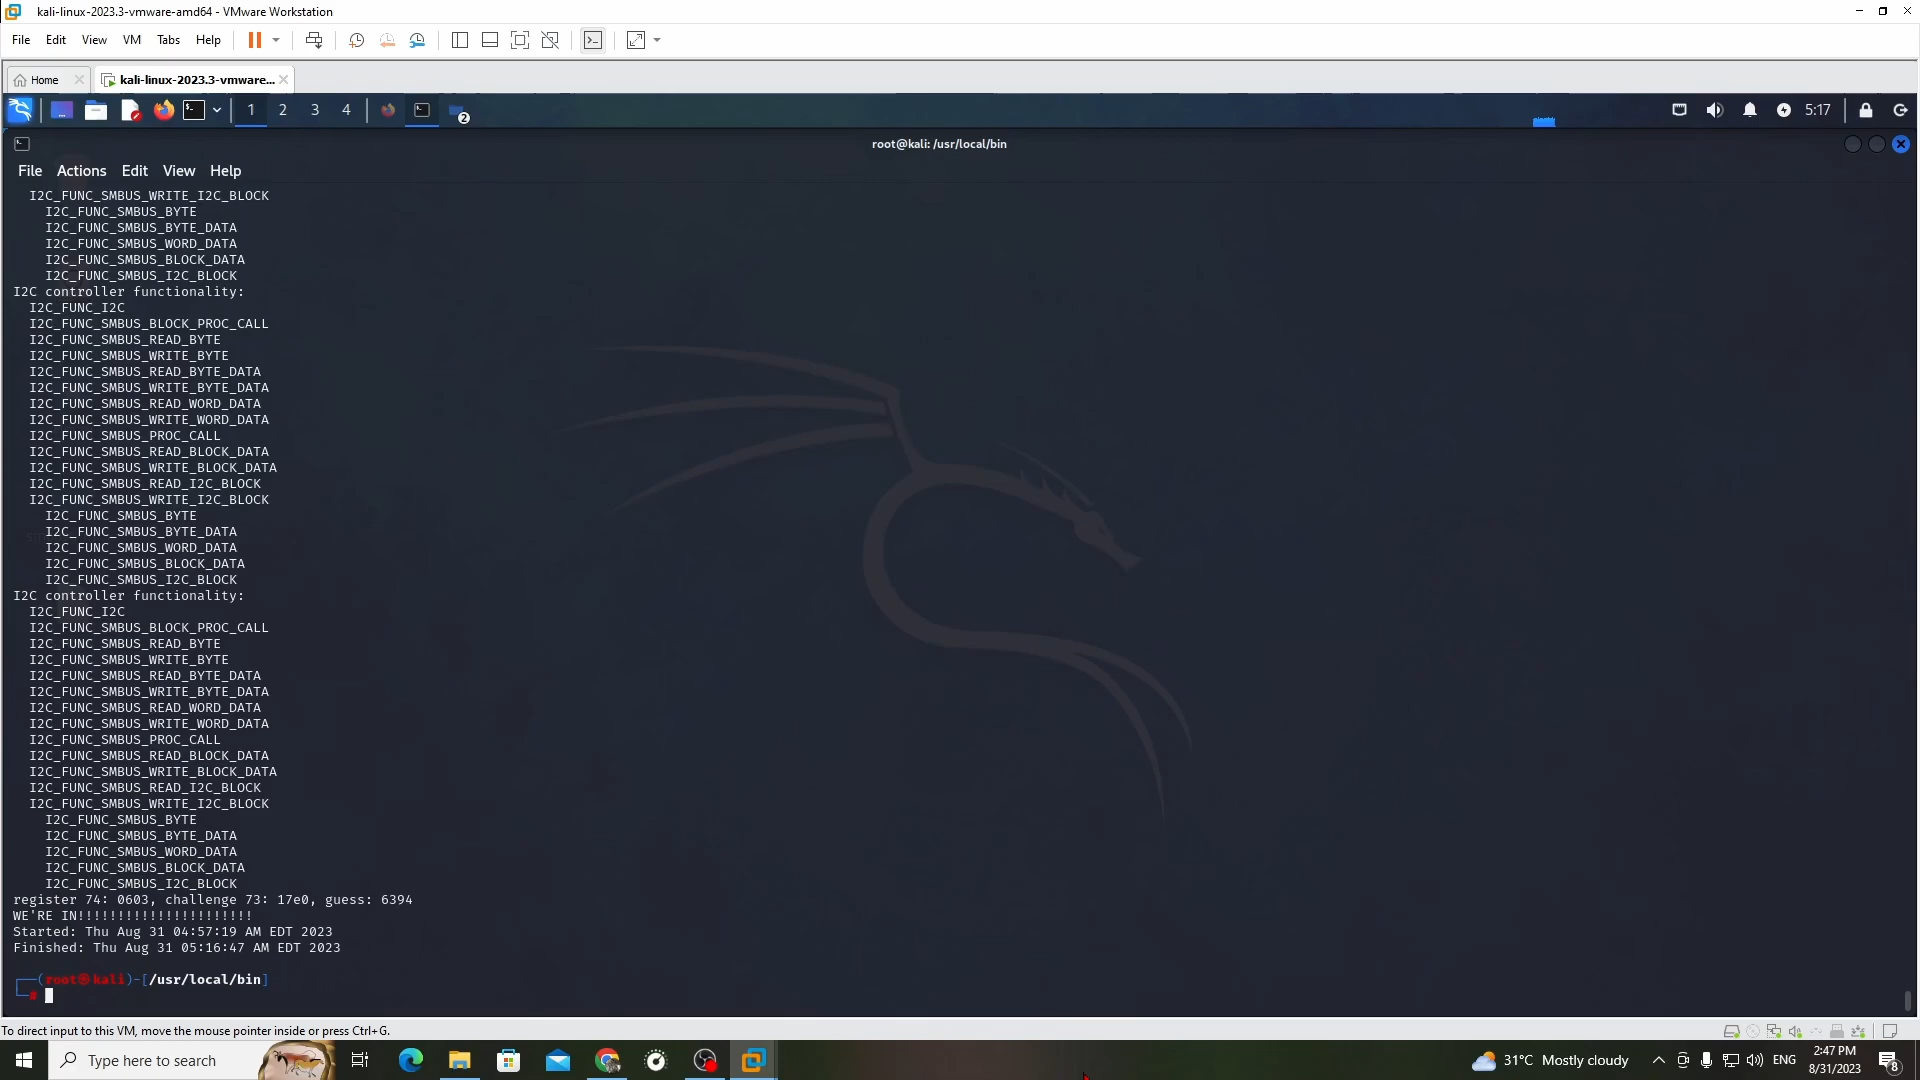 kali-linux-2023.3-vmware-amd64 - VMware Workstation
File Edit View VM Tabs Help
Home kali-linux-2023.3-vmware...
1 2 3 4 2 5:17
root@kali: /usr/local/bin
File Actions Edit View Help
I2C_FUNC_SMBUS_WRITE_I2C_BLOCK
I2C_FUNC_SMBUS_BYTE
I2C_FUNC_SMBUS_BYTE_DATA
I2C_FUNC_SMBUS_WORD_DATA
I2C_FUNC_SMBUS_BLOCK_DATA
I2C_FUNC_SMBUS_I2C_BLOCK
I2C controller functionality:
I2C_FUNC_I2C
I2C_FUNC_SMBUS_BLOCK_PROC_CALL
I2C_FUNC_SMBUS_READ_BYTE
I2C_FUNC_SMBUS_WRITE_BYTE
I2C_FUNC_SMBUS_READ_BYTE_DATA
I2C_FUNC_SMBUS_WRITE_BYTE_DATA
I2C_FUNC_SMBUS_READ_WORD_DATA
I2C_FUNC_SMBUS_WRITE_WORD_DATA
I2C_FUNC_SMBUS_PROC_CALL
I2C_FUNC_SMBUS_READ_BLOCK_DATA
I2C_FUNC_SMBUS_WRITE_BLOCK_DATA
I2C_FUNC_SMBUS_READ_I2C_BLOCK
I2C_FUNC_SMBUS_WRITE_I2C_BLOCK
I2C_FUNC_SMBUS_BYTE
I2C_FUNC_SMBUS_BYTE_DATA
I2C_FUNC_SMBUS_WORD_DATA
I2C_FUNC_SMBUS_BLOCK_DATA
I2C_FUNC_SMBUS_I2C_BLOCK
I2C controller functionality:
I2C_FUNC_I2C
I2C_FUNC_SMBUS_BLOCK_PROC_CALL
I2C_FUNC_SMBUS_READ_BYTE
I2C_FUNC_SMBUS_WRITE_BYTE
I2C_FUNC_SMBUS_READ_BYTE_DATA
I2C_FUNC_SMBUS_WRITE_BYTE_DATA
I2C_FUNC_SMBUS_READ_WORD_DATA
I2C_FUNC_SMBUS_WRITE_WORD_DATA
I2C_FUNC_SMBUS_PROC_CALL
I2C_FUNC_SMBUS_READ_BLOCK_DATA
I2C_FUNC_SMBUS_WRITE_BLOCK_DATA
I2C_FUNC_SMBUS_READ_I2C_BLOCK
I2C_FUNC_SMBUS_WRITE_I2C_BLOCK
I2C_FUNC_SMBUS_BYTE
I2C_FUNC_SMBUS_BYTE_DATA
I2C_FUNC_SMBUS_WORD_DATA
I2C_FUNC_SMBUS_BLOCK_DATA
I2C_FUNC_SMBUS_I2C_BLOCK
register 74: 0603, challenge 73: 17e0, guess: 6394
WE'RE IN!!!!!!!!!!!!!!!!!!!!!!
Started: Thu Aug 31 04:57:19 AM EDT 2023
Finished: Thu Aug 31 05:16:47 AM EDT 2023
┌──(root㉿kali)-[/usr/local/bin]
└─#
To direct input to this VM, move the mouse pointer inside or press Ctrl+G.
Type here to search 31°C Mostly cloudy ENG 2:47 PM 8
8/31/2023